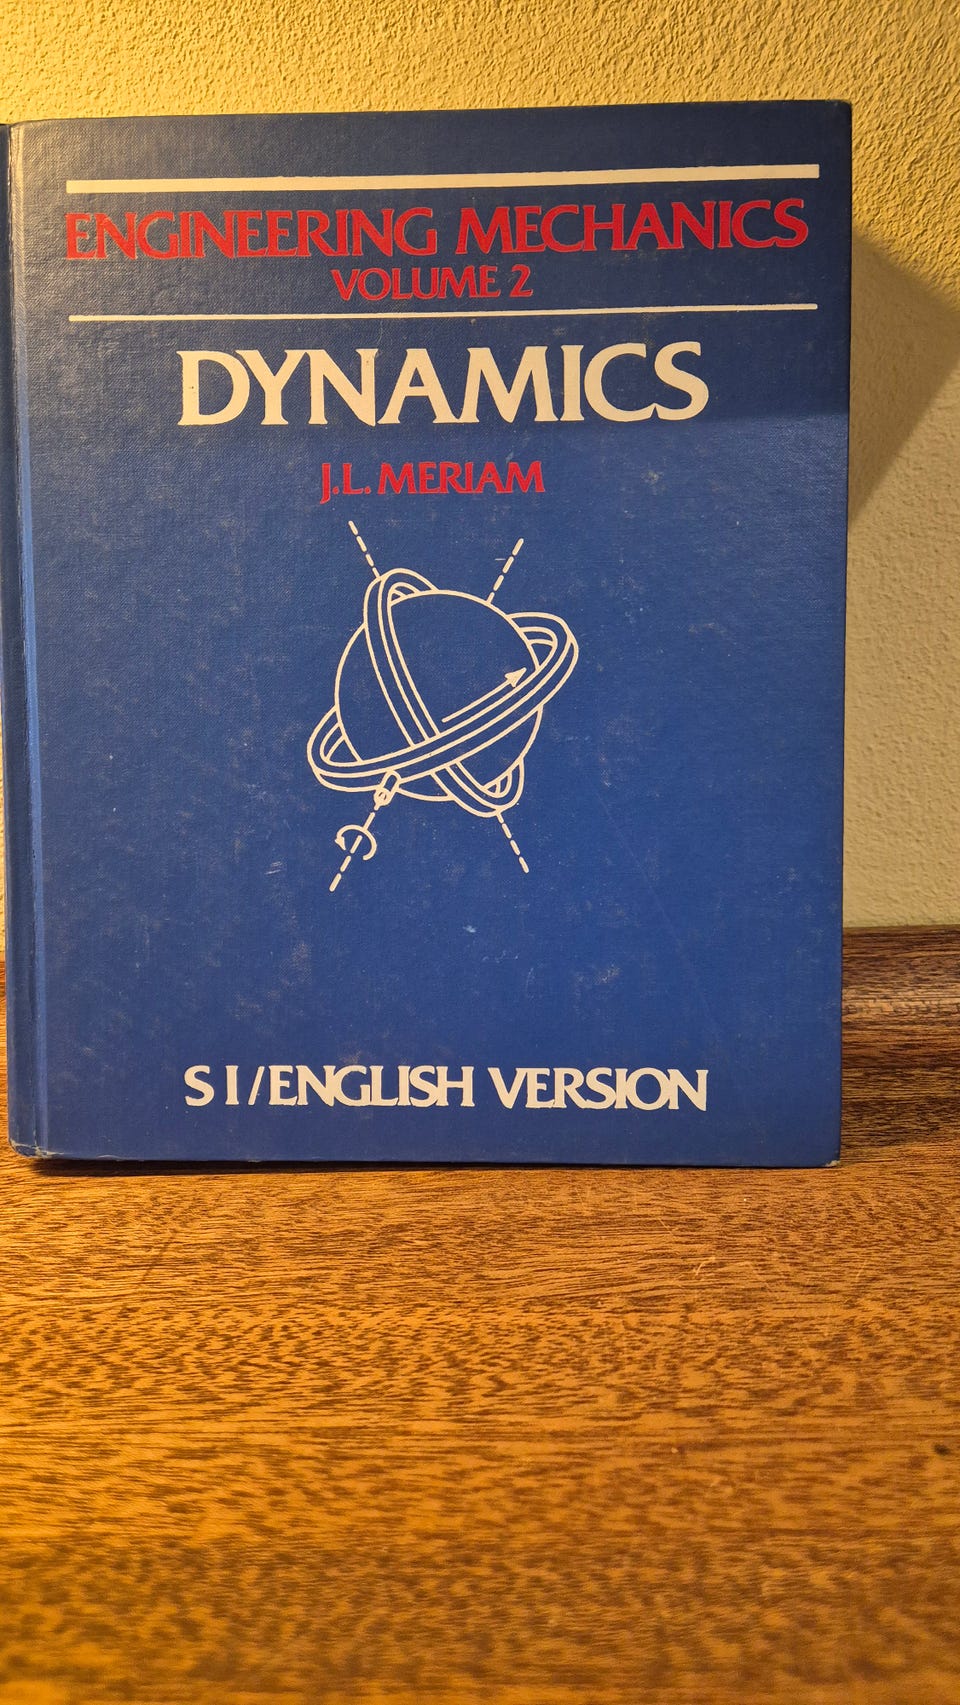 ENGINEERING MECHANICS
VOLUME 2
DYNAMICS
J.L. MERIAM
S I/ENGLISH VERSION